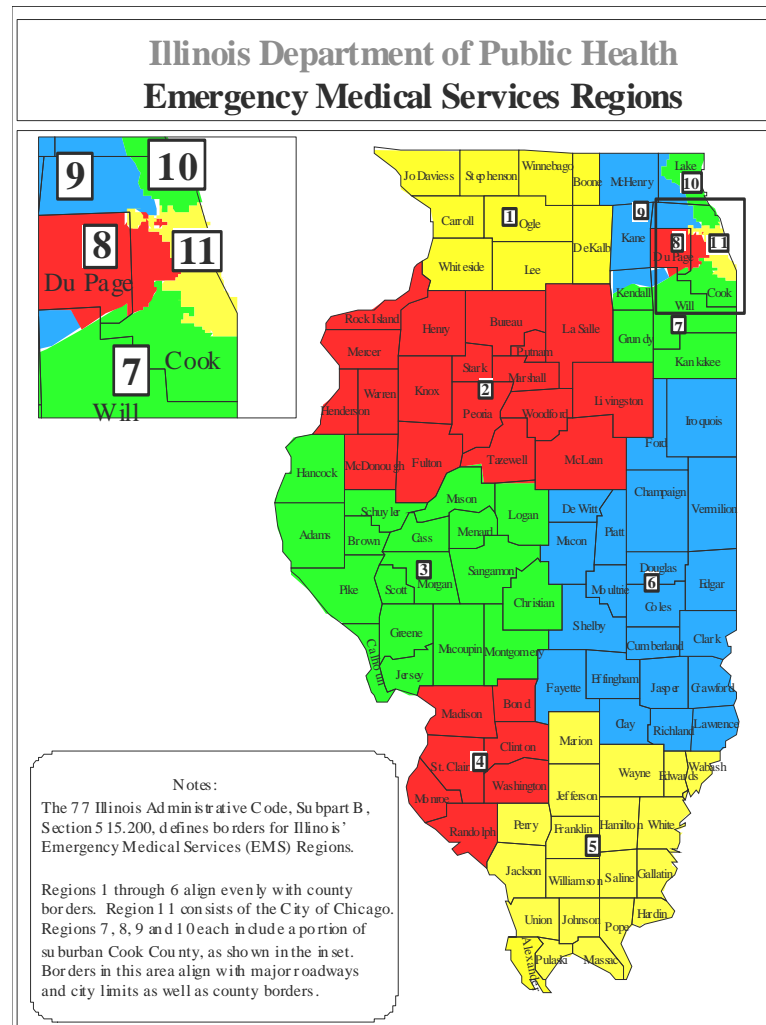 Illinois Department of Public Health
Emergency Medical Services Regions
9
10
8
11
Du Page
7
Cook
Will
Jo Daviess
Stephenson
Winnebago
Boone
McHenry
Lake
10
Carroll
1
Ogle
9
Kane
DeKalb
8
11
Du Page
Whiteside
Lee
Kendall
Will
Cook
7
Rock Island
Henry
Bureau
La Salle
Grundy
Kankakee
Mercer
Putnam
Stark
Marshall
Knox
2
Warren
Henderson
Peoria
Woodford
Livingston
Iroquois
Ford
McDonough
Fulton
Tazewell
McLean
Hancock
Mason
Schuyler
Logan
De Witt
Champaign
Vermilion
Adams
Brown
Cass
Menard
Macon
Piatt
3
Morgan
Scott
Sangamon
Douglas
6
Edgar
Pike
Christian
Moultrie
Coles
Greene
Shelby
Clark
Calhoun
Jersey
Macoupin
Montgomery
Cumberland
Fayette
Effingham
Jasper
Crawford
Madison
Bond
Clay
Richland
Lawrence
Clinton
Marion
St. Clair
4
Wayne
Edwards
Wabash
Washington
Jefferson
Monroe
Randolph
Perry
Franklin
Hamilton
White
5
Jackson
Williamson
Saline
Gallatin
Union
Johnson
Pope
Hardin
Alexander
Pulaski
Massac
Notes:
The 77 Illinois Administrative Code, Subpart B,
Section 515.200, defines borders for Illinois'
Emergency Medical Services (EMS) Regions.
Regions 1 through 6 align evenly with county
borders. Region 11 consists of the City of Chicago.
Regions 7, 8, 9 and 10 each include a portion of
suburban Cook County, as shown in the inset.
Borders in this area align with major roadways
and city limits as well as county borders.